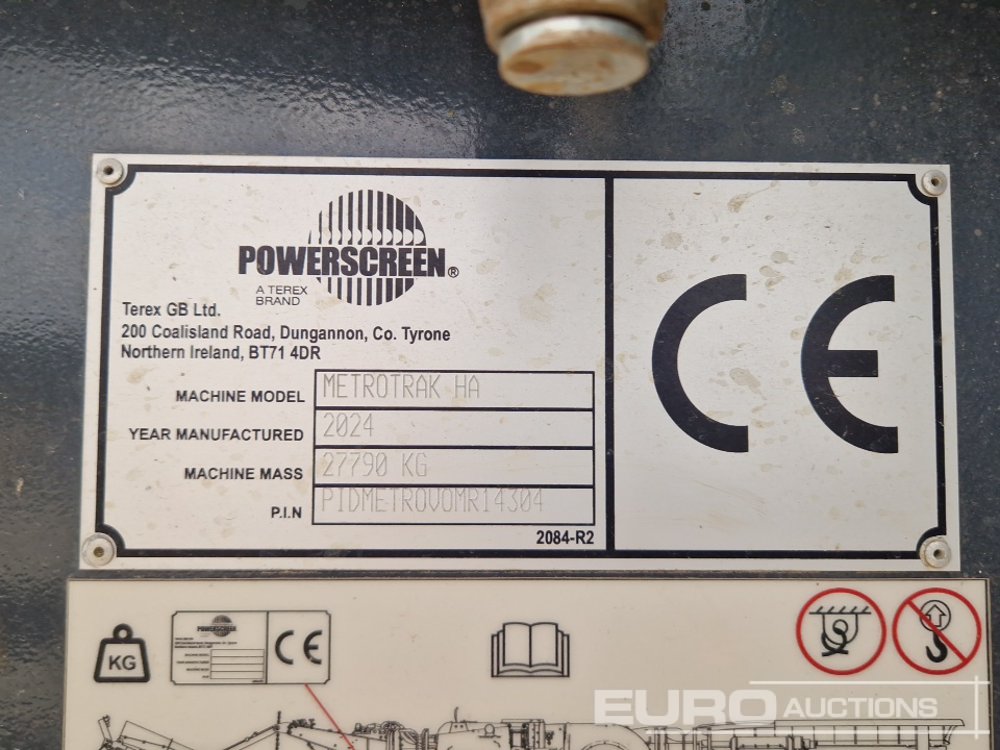 POWERSCREEN®
A TEREX
BRAND
Terex GB Ltd.
200 Coalisland Road, Dungannon, Co. Tyrone
Northern Ireland, BT71 4DR
MACHINE MODEL METROTRAK HA
YEAR MANUFACTURED 2024
MACHINE MASS 27790 KG
P.I.N PIDMETROVOMR14304
2084-R2
CE
KG
POWERSCREEN
CE
EURO AUCTIONS